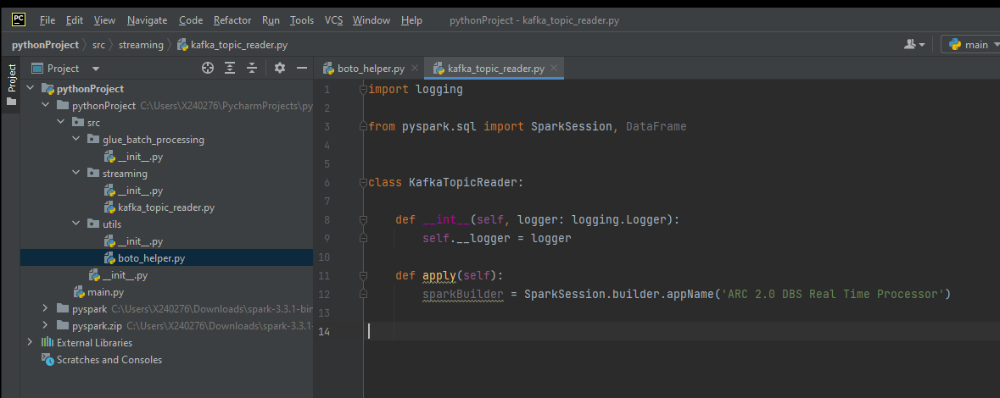 PC File Edit View Navigate Code Refactor Run Tools VCS Window Help pythonProject - kafka_topic_reader.py
pythonProject src streaming kafka_topic_reader.py main
Project
Project
boto_helper.py
kafka_topic_reader.py
pythonProject
pythonProject C:\Users\X240276\PycharmProjects\py
src
glue_batch_processing
__init__.py
streaming
__init__.py
kafka_topic_reader.py
utils
__init__.py
boto_helper.py
__init__.py
main.py
pyspark C:\Users\X240276\Downloads\spark-3.3.1-bin
pyspark.zip C:\Users\X240276\Downloads\spark-3.3.1-
External Libraries
Scratches and Consoles
1 import logging
2
3 from pyspark.sql import SparkSession, DataFrame
4
5
6 class KafkaTopicReader:
7
8 def __int__(self, logger: logging.Logger):
9 self.__logger = logger
10
11 def apply(self):
12 sparkBuilder = SparkSession.builder.appName('ARC 2.0 DBS Real Time Processor')
13
14